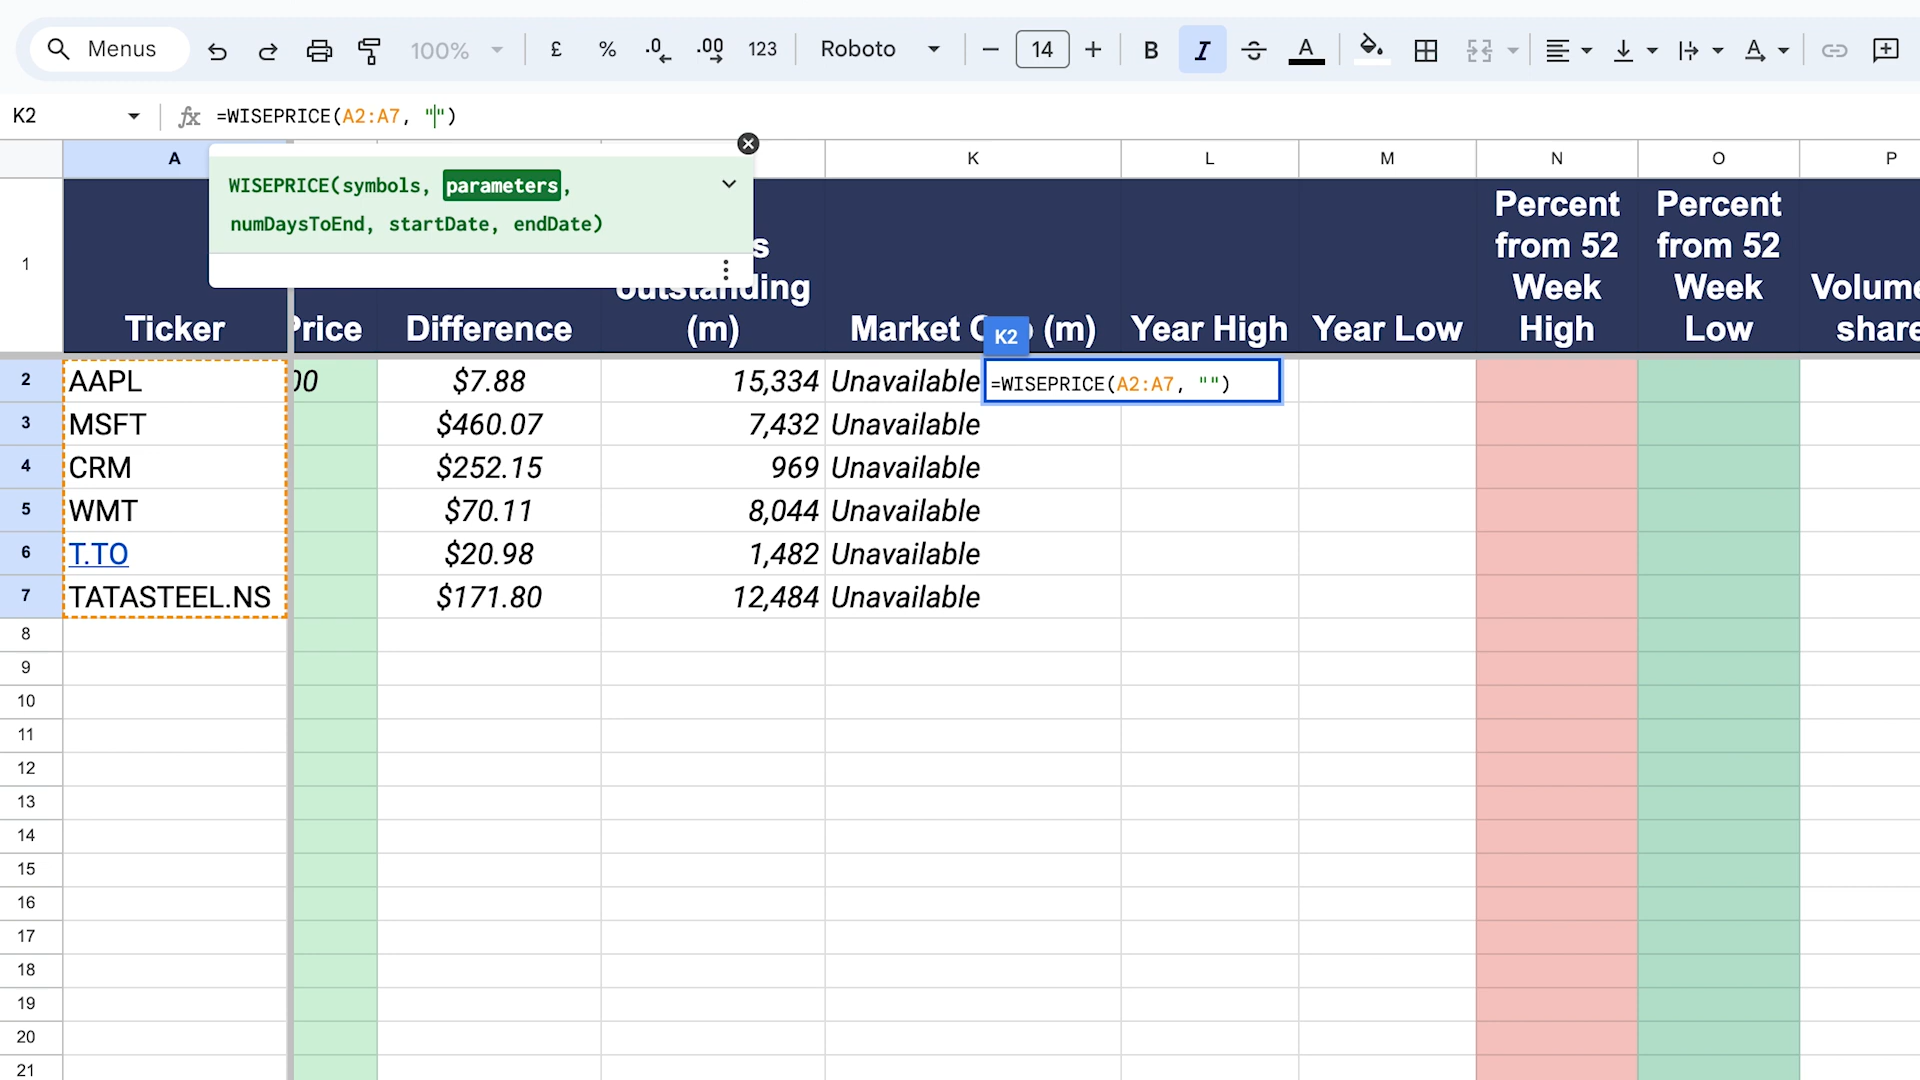 Menus
100%
£ % .0 .00 123
Roboto
14
B I S A
A
K2
fx =WISEPRICE(A2:A7, "")
A K L M N O P
WISEPRICE(symbols, parameters,
numDaysToEnd, startDate, endDate)
1
Ticker
Price
Difference
outstanding
(m)
Market C
(m)
K2
Year High
Year Low
Percent
from 52
Week
High
Percent
from 52
Week
Low
Volume
share
2 AAPL 00 $7.88 15,334 Unavailable =WISEPRICE(A2:A7, "")
3 MSFT $460.07 7,432 Unavailable
4 CRM $252.15 969 Unavailable
5 WMT $70.11 8,044 Unavailable
6 T.TO $20.98 1,482 Unavailable
7 TATASTEEL.NS $171.80 12,484 Unavailable
8
9
10
11
12
13
14
15
16
17
18
19
20
21